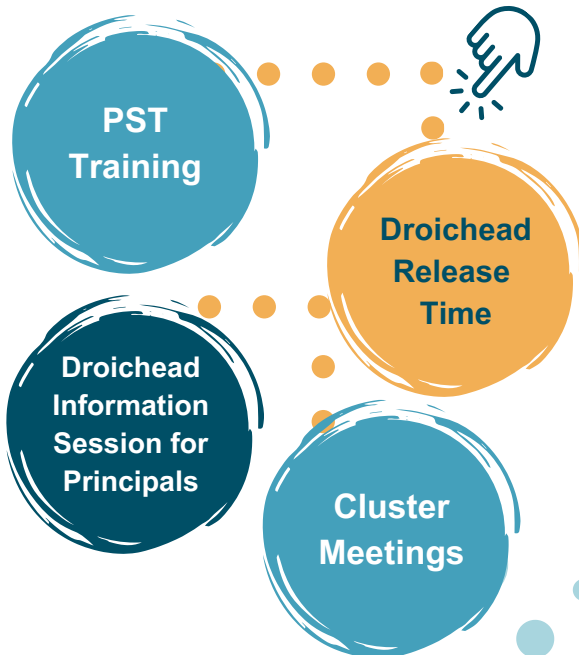 PST
Training
Droichead
Release
Time
Droichead
Information
Session for
Principals
Cluster
Meetings